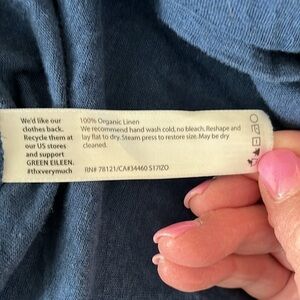 We'd like our
clothes back.
Recycle them at
our US stores
and support
GREEN EILEEN.
#thxverymuch
100% Organic Linen
We recommend hand wash cold, no bleach. Reshape and
lay flat to dry. Steam press to restore size. May be dry
cleaned.
RN# 78121/CA#34460 S17IZO